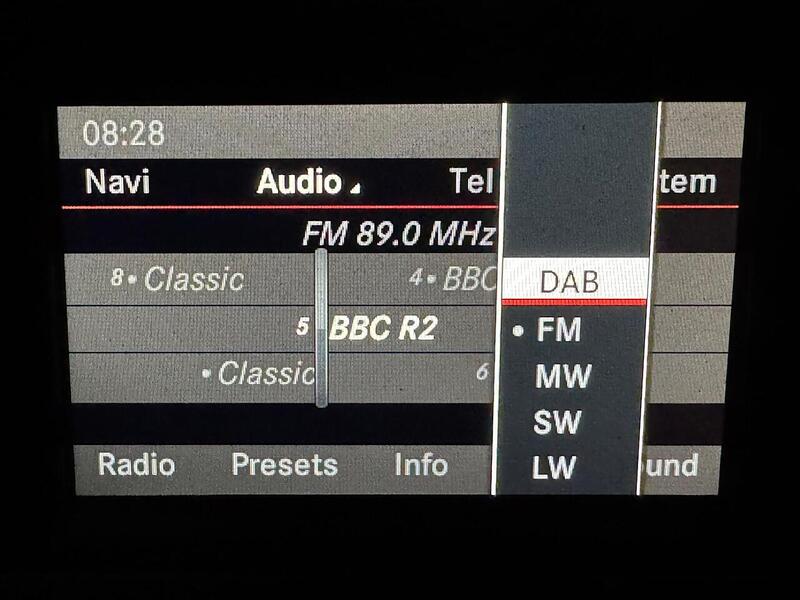 08:28
Navi Audio Tel tem
FM 89.0 MHz
8 • Classic 4 • BBC DAB
5 BBC R2 • FM
• Classic 6 MW
SW
Radio Presets Info LW und